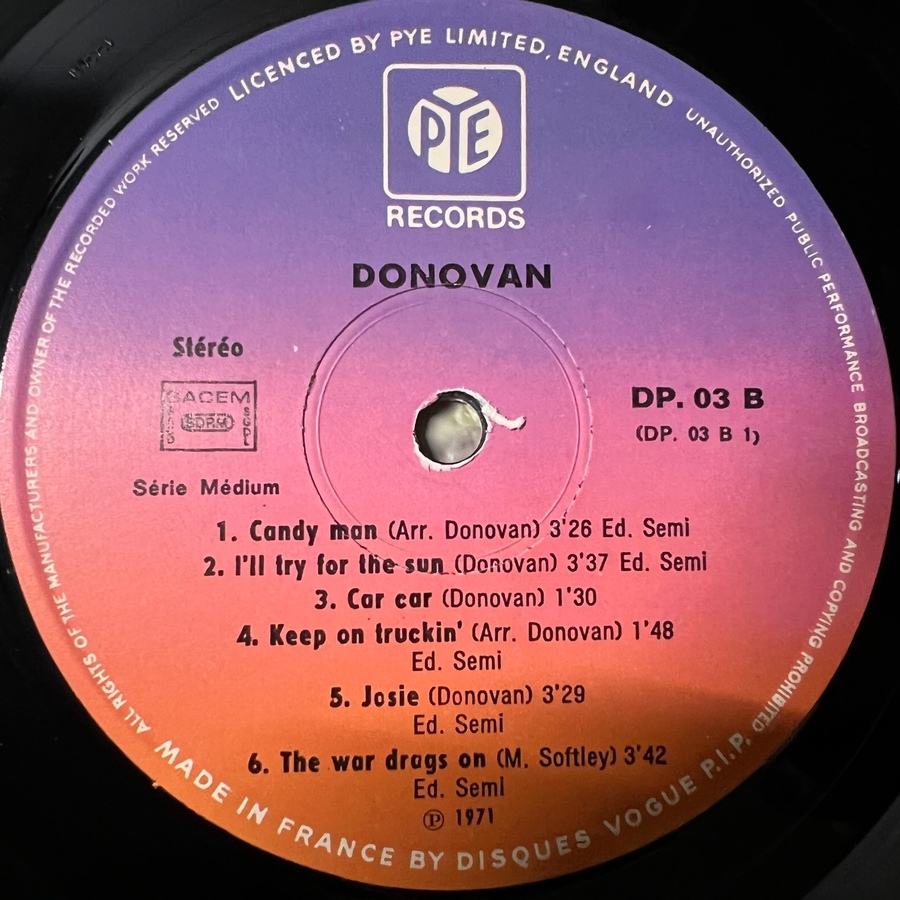 LICENCED BY PYE LIMITED, ENGLAND
UNAUTHORIZED PUBLIC PERFORMANCE BROADCASTING AND COPYING PROHIBITED
PYE
RECORDS
DONOVAN
Stéréo
SACEM
DP. 03 B
(DP. 03 B 1)
Série Médium
1. Candy man (Arr. Donovan) 3'26 Ed. Semi
2. I'll try for the sun (Donovan) 3'37 Ed. Semi
3. Car car (Donovan) 1'30
4. Keep on truckin' (Arr. Donovan) 1'48
Ed. Semi
5. Josie (Donovan) 3'29
Ed. Semi
6. The war drags on (M. Softley) 3'42
Ed. Semi
℗ 1971
MADE IN FRANCE BY DISQUES VOGUE P.I.P.
ALL RIGHTS OF THE MANUFACTURERS AND OWNER OF THE RECORDED WORK RESERVED